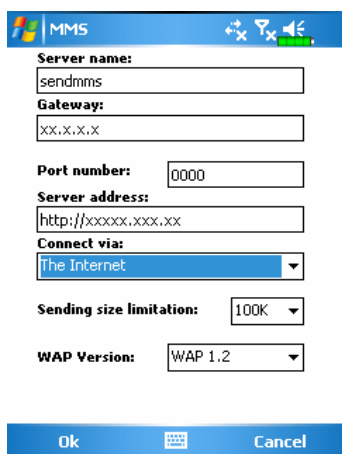 MMS
Server name:
sendmms
Gateway:
xx.x.x.x
Port number: 0000
Server address:
http://xxxxx.xxx.xx
Connect via:
The Internet
Sending size limitation: 100K
WAP Version: WAP 1.2
Ok Cancel